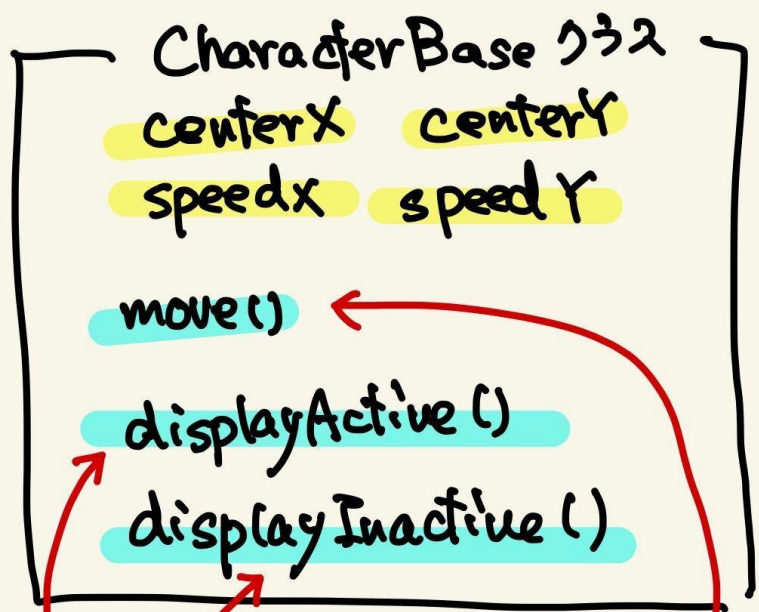 CharacterBase クラス
centerX centerY
speedX speedY
move()
displayActive()
displayInactive()